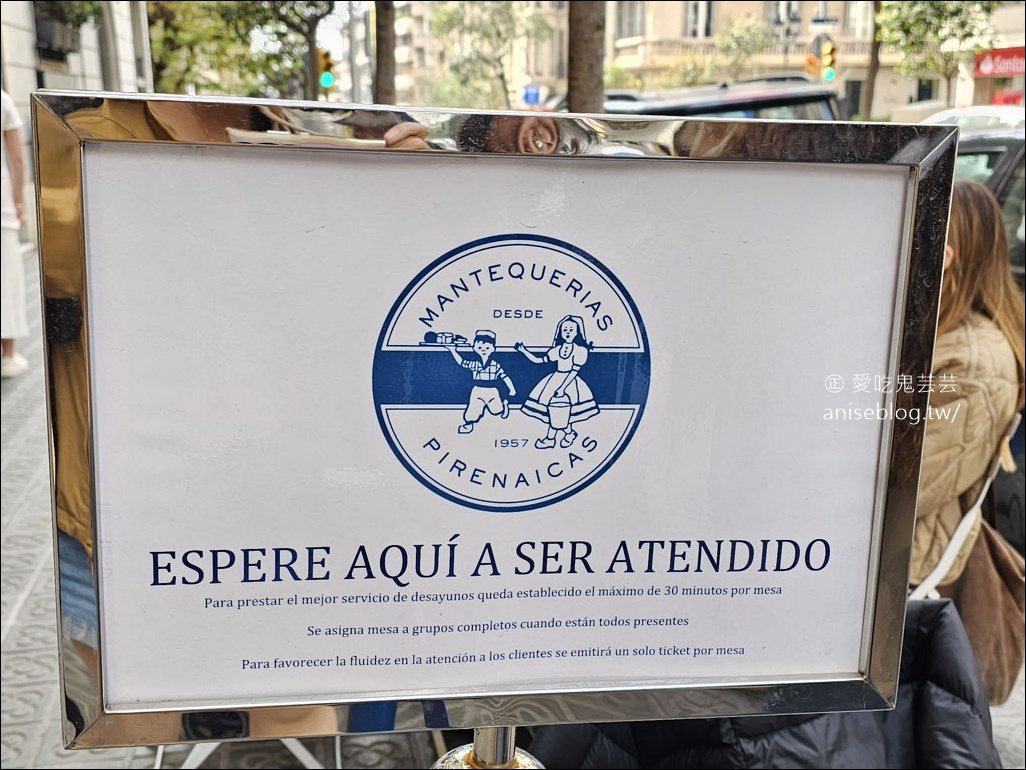 MANTEQUERIAS
DESDE
1957
PIRENAICAS
ESPERE AQUÍ A SER ATENDIDO
Para prestar el mejor servicio de desayunos queda establecido el máximo de 30 minutos por mesa
Se asigna mesa a grupos completos cuando están todos presentes
Para favorecer la fluidez en la atención a los clientes se emitirá un solo ticket por mesa
㊣ 愛吃鬼芸芸
aniseblog.tw/